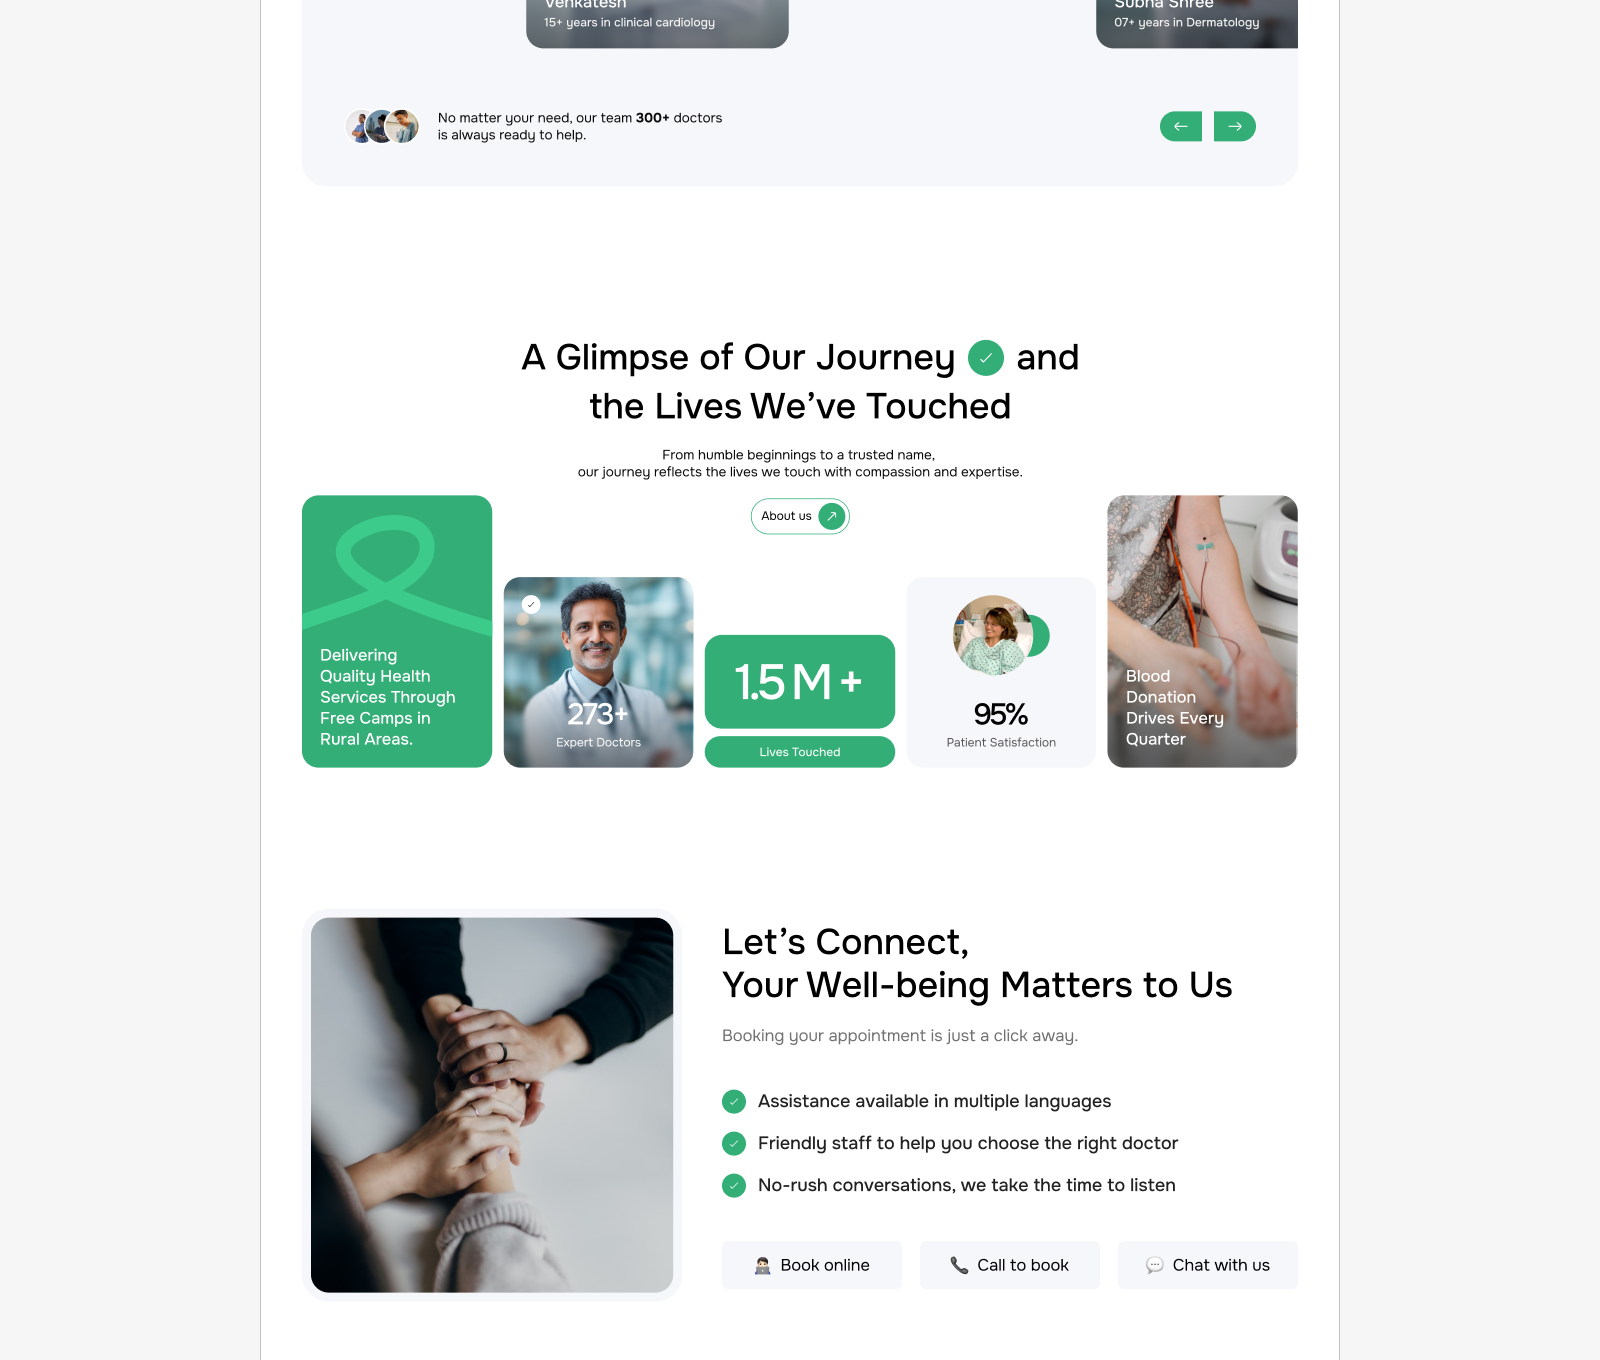 Venkatesh
15+ years in clinical cardiology
Subha Shree
07+ years in Dermatology
No matter your need, our team 300+ doctors
is always ready to help.
A Glimpse of Our Journey and
the Lives We’ve Touched
From humble beginnings to a trusted name,
our journey reflects the lives we touch with compassion and expertise.
About us
Delivering
Quality Health
Services Through
Free Camps in
Rural Areas.
273+
Expert Doctors
1.5 M +
Lives Touched
95%
Patient Satisfaction
Blood
Donation
Drives Every
Quarter
Let’s Connect,
Your Well-being Matters to Us
Booking your appointment is just a click away.
Assistance available in multiple languages
Friendly staff to help you choose the right doctor
No-rush conversations, we take the time to listen
Book online
Call to book
Chat with us